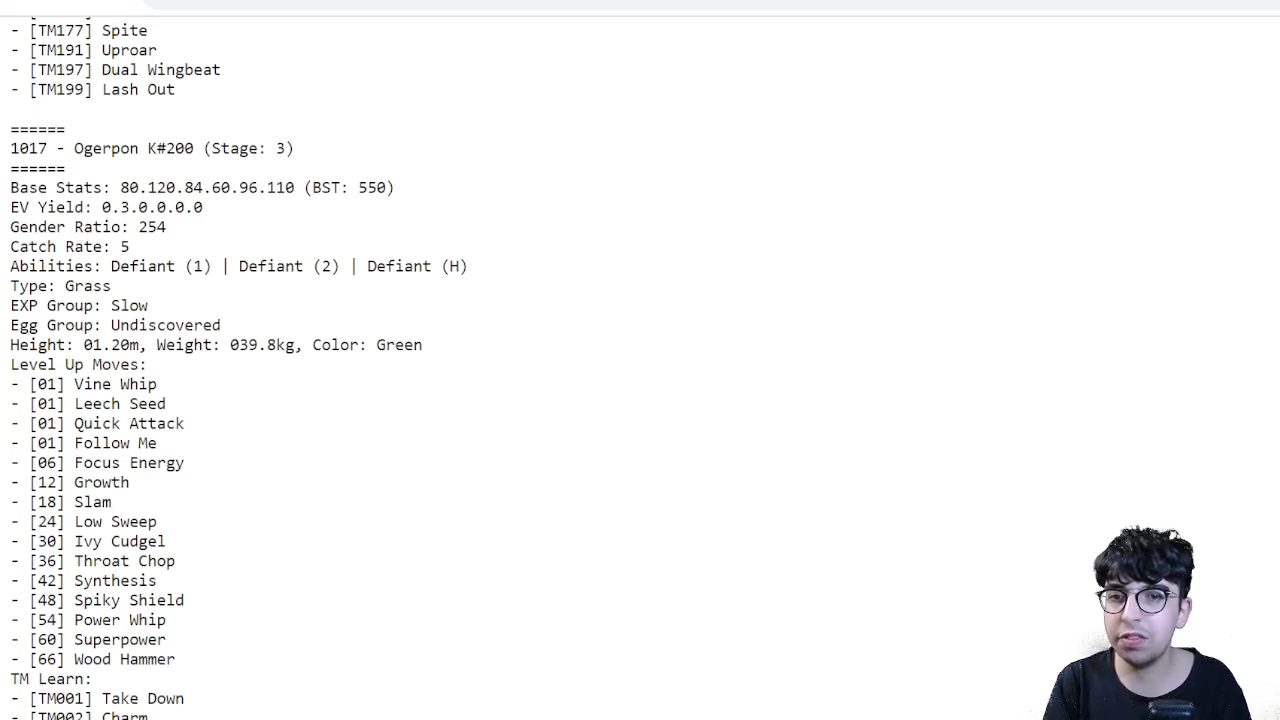 - [TM177] Spite
- [TM191] Uproar
- [TM197] Dual Wingbeat
- [TM199] Lash Out
======
1017 - Ogerpon K#200 (Stage: 3)
======
Base Stats: 80.120.84.60.96.110 (BST: 550)
EV Yield: 0.3.0.0.0.0
Gender Ratio: 254
Catch Rate: 5
Abilities: Defiant (1) | Defiant (2) | Defiant (H)
Type: Grass
EXP Group: Slow
Egg Group: Undiscovered
Height: 01.20m, Weight: 039.8kg, Color: Green
Level Up Moves:
- [01] Vine Whip
- [01] Leech Seed
- [01] Quick Attack
- [01] Follow Me
- [06] Focus Energy
- [12] Growth
- [18] Slam
- [24] Low Sweep
- [30] Ivy Cudgel
- [36] Throat Chop
- [42] Synthesis
- [48] Spiky Shield
- [54] Power Whip
- [60] Superpower
- [66] Wood Hammer
TM Learn:
- [TM001] Take Down
- [TM002] Charm